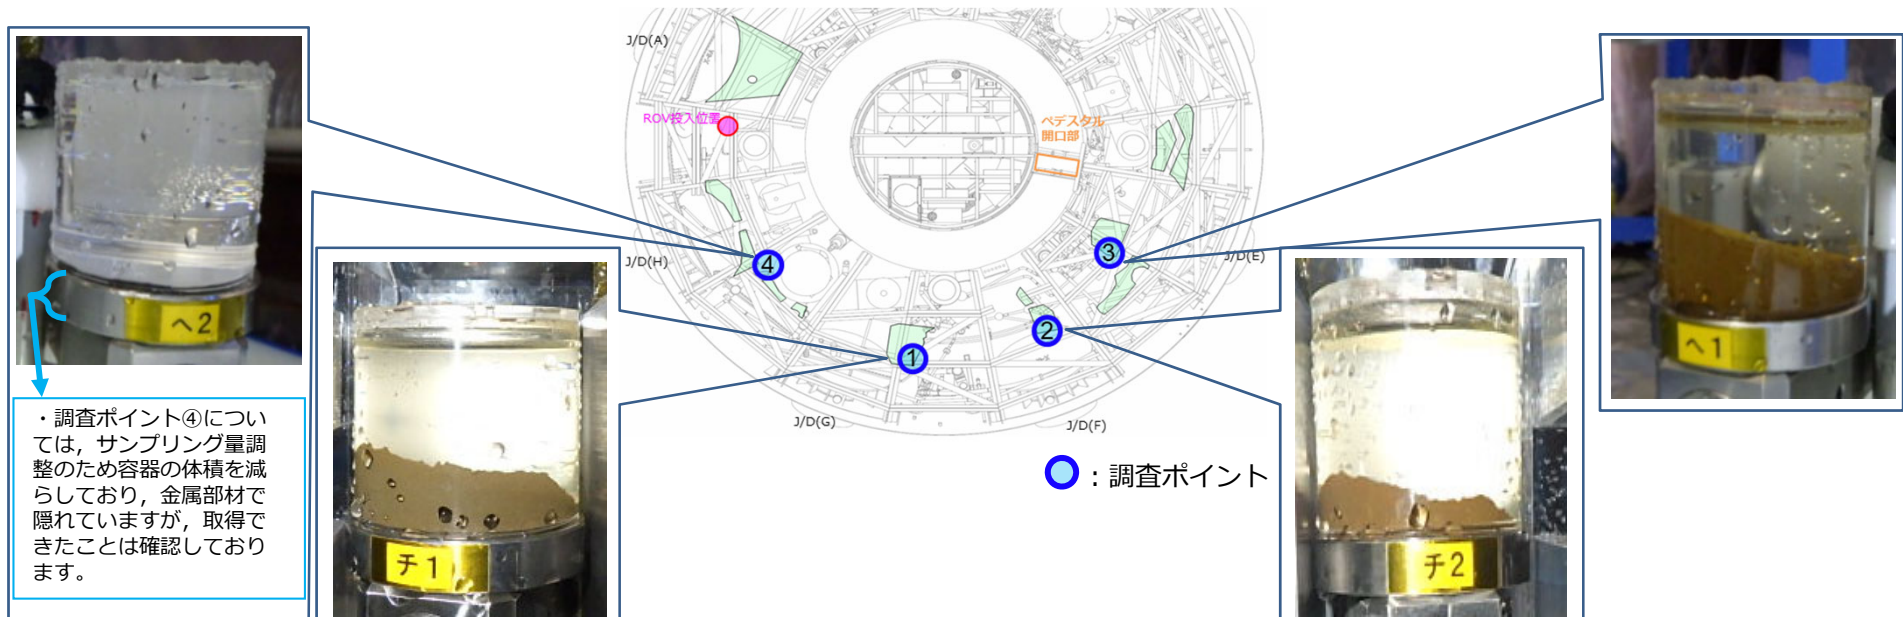 J/D(A)
ROV投入位置
ペデスタル
開口部
J/D(H)
J/D(E)
J/D(G)
J/D(F)
4
3
2
1
：調査ポイント
ヘ2
・調査ポイント④につい
ては，サンプリング量調
整のため容器の体積を減
らしており，金属部材で
隠れていますが，取得で
きたことは確認しており
ます。
チ1
チ2
ヘ1